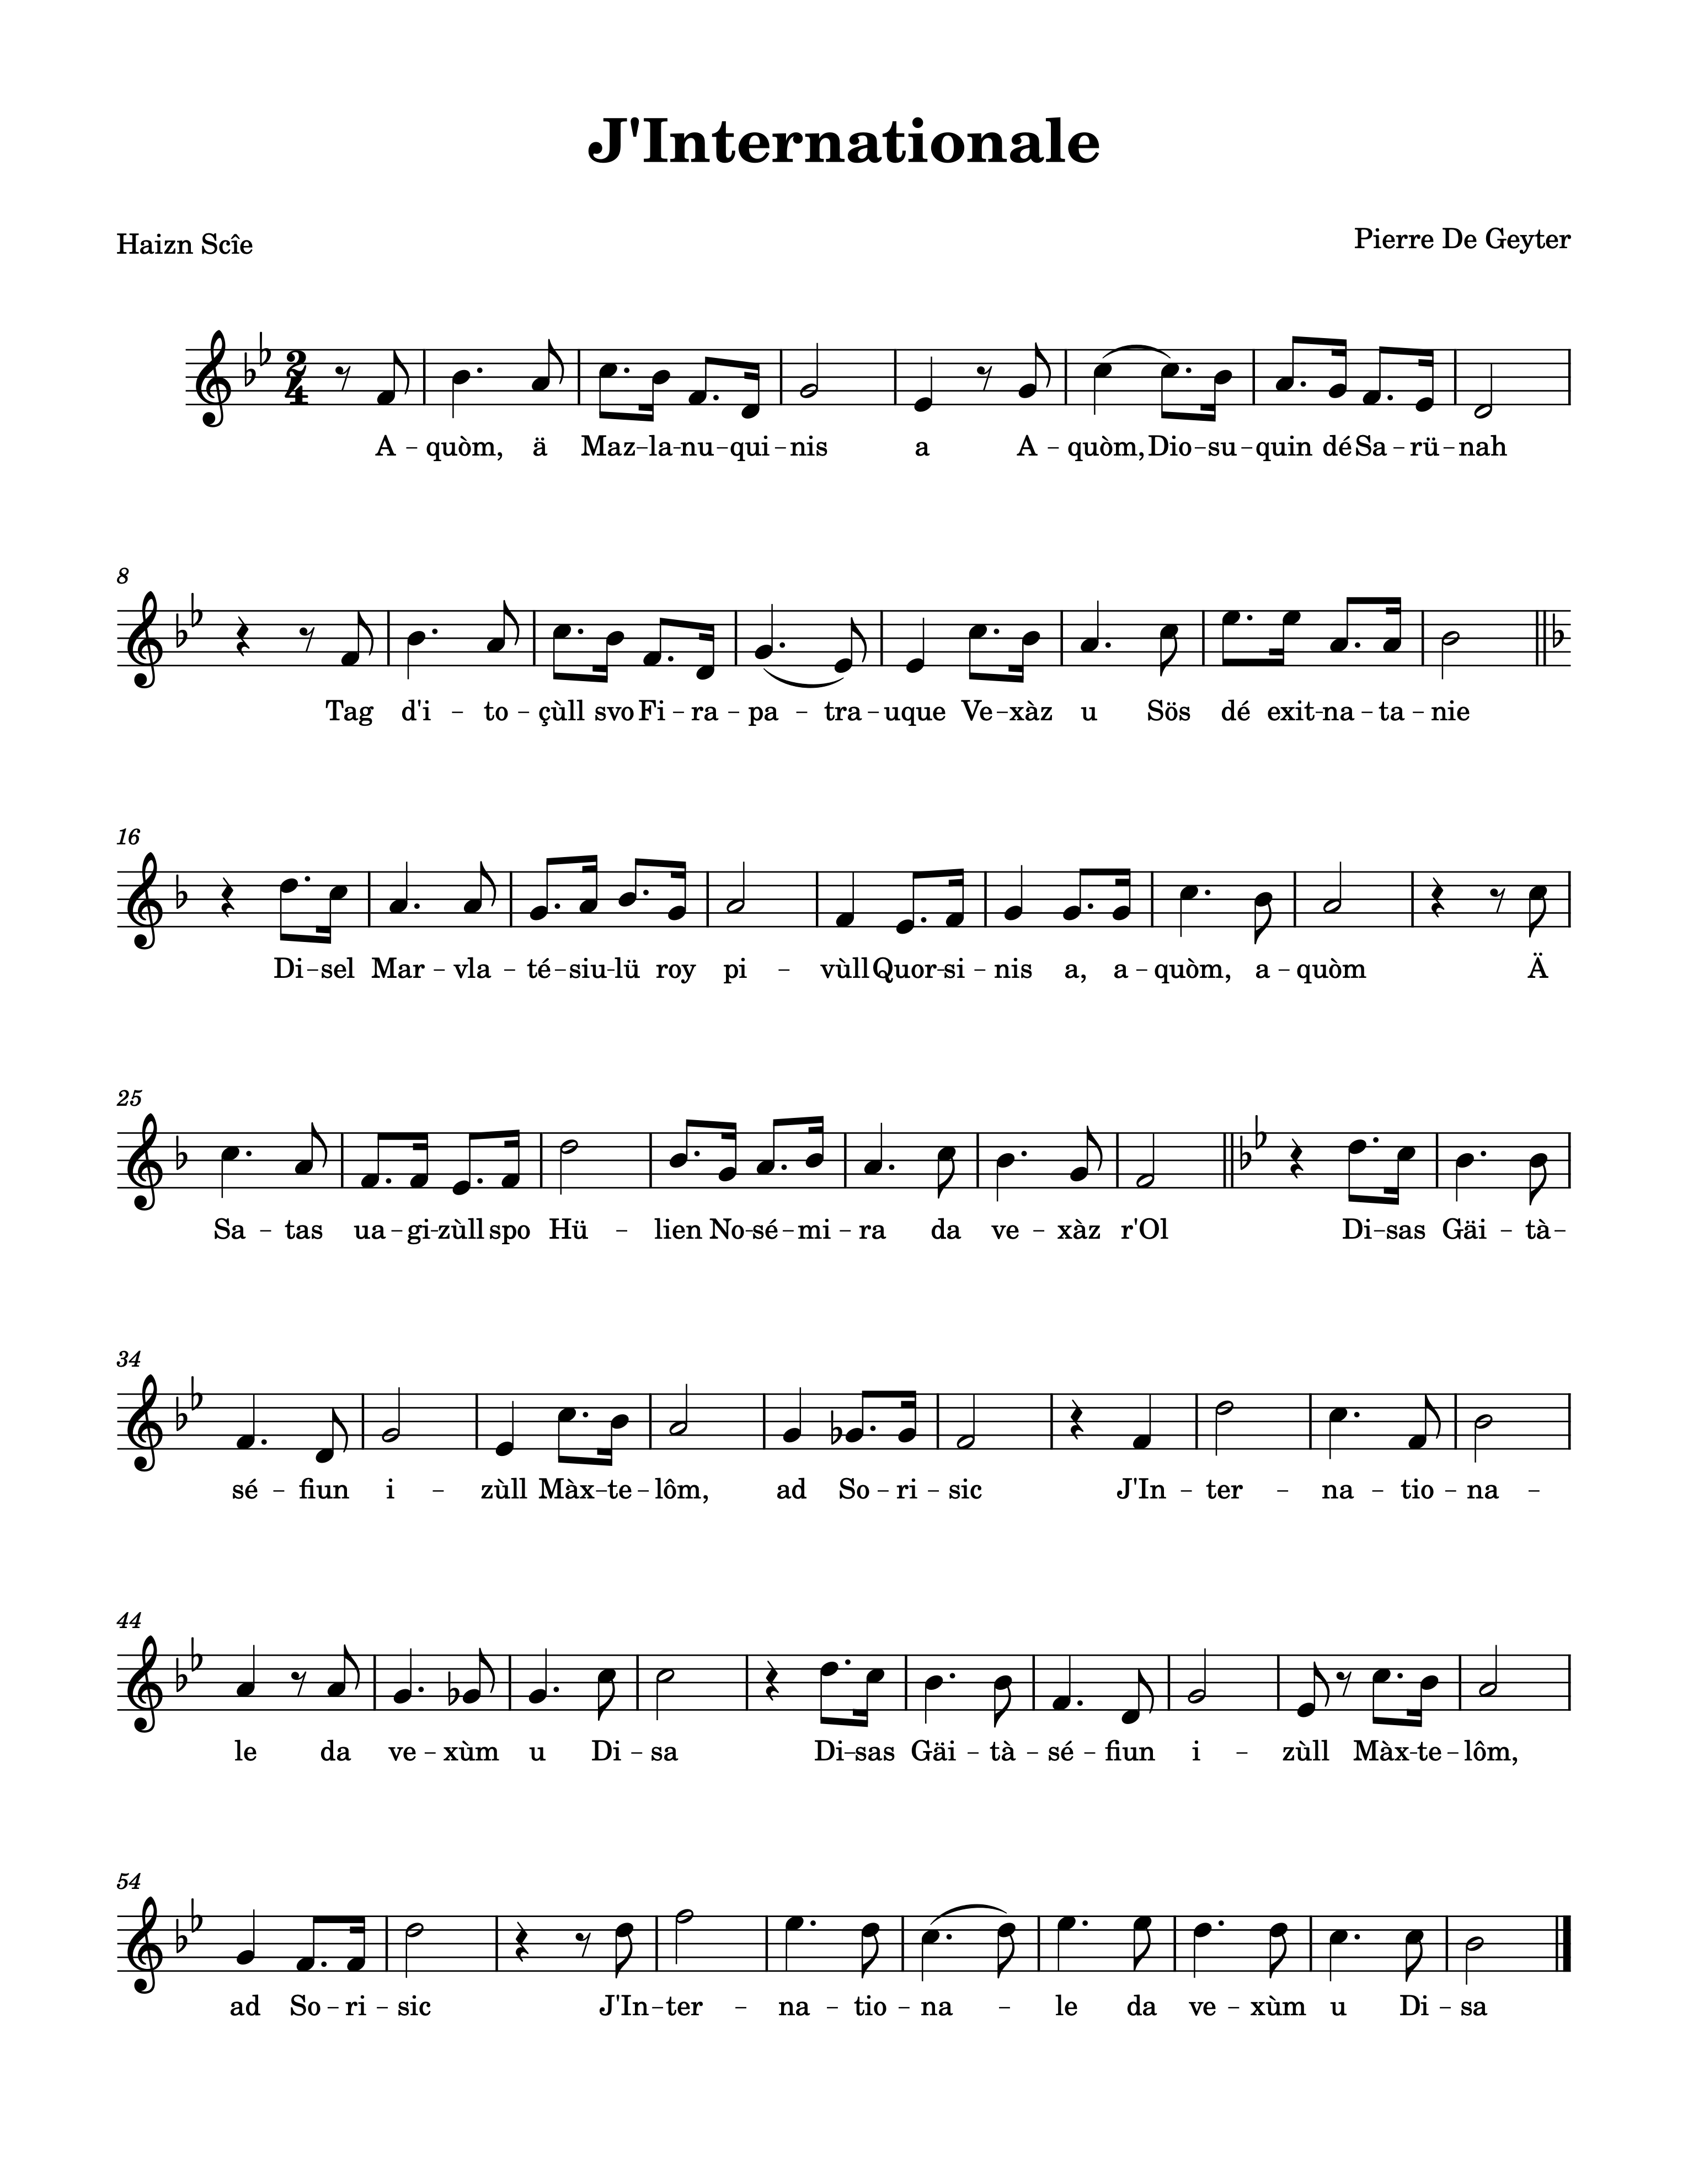 J'Internationale
Haizn Scîe
Pierre De Geyter
2
4
A – quòm, ä Maz – la – nu – qui – nis a A – quòm, Dio – su – quin dé Sa – rü – nah
8
Tag d'i – to – çùll svo Fi – ra – pa – tra – uque Ve – xàz u Sös dé exit – na – ta – nie
16
Di – sel Mar – vla – té – siu – lü roy pi – vùll Quor – si – nis a, a – quòm, a – quòm Ä
25
Sa – tas ua – gi – zùll spo Hü – lien No – sé – mi – ra da ve – xàz r'Ol Di – sas Gäi – tà –
34
sé – fiun i – zùll Màx – te – lôm, ad So – ri – sic J'In – ter – na – tio – na –
44
le da ve – xùm u Di – sa Di – sas Gäi – tà – sé – fiun i – zùll Màx – te – lôm,
54
ad So – ri – sic J'In – ter – na – tio – na – le da ve – xùm u Di – sa